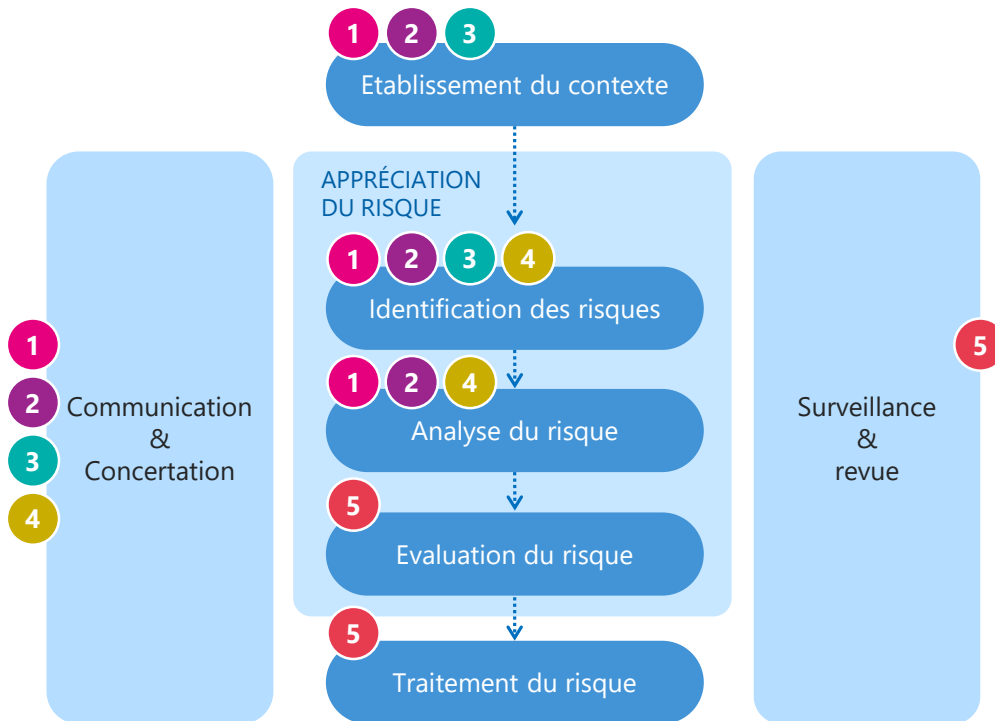 1 2 3
Etablissement du contexte
APPRÉCIATION
DU RISQUE
1 2 3 4
Identification des risques
1 2 4
Analyse du risque
5
Evaluation du risque
5
Traitement du risque
1
2
3
4
Communication
&
Concertation
5
Surveillance
&
revue